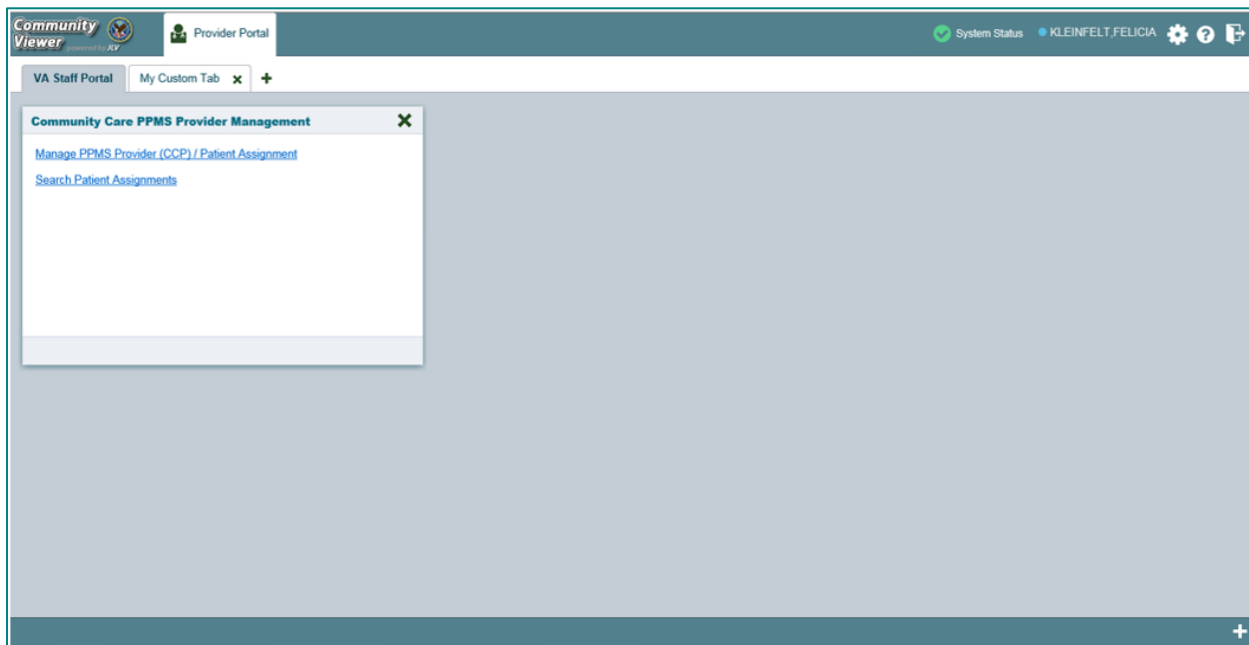 Community
Viewer powered by JLV
Provider Portal
System Status
KLEINFELT,FELICIA
VA Staff Portal
My Custom Tab
Community Care PPMS Provider Management
Manage PPMS Provider (CCP) / Patient Assignment
Search Patient Assignments